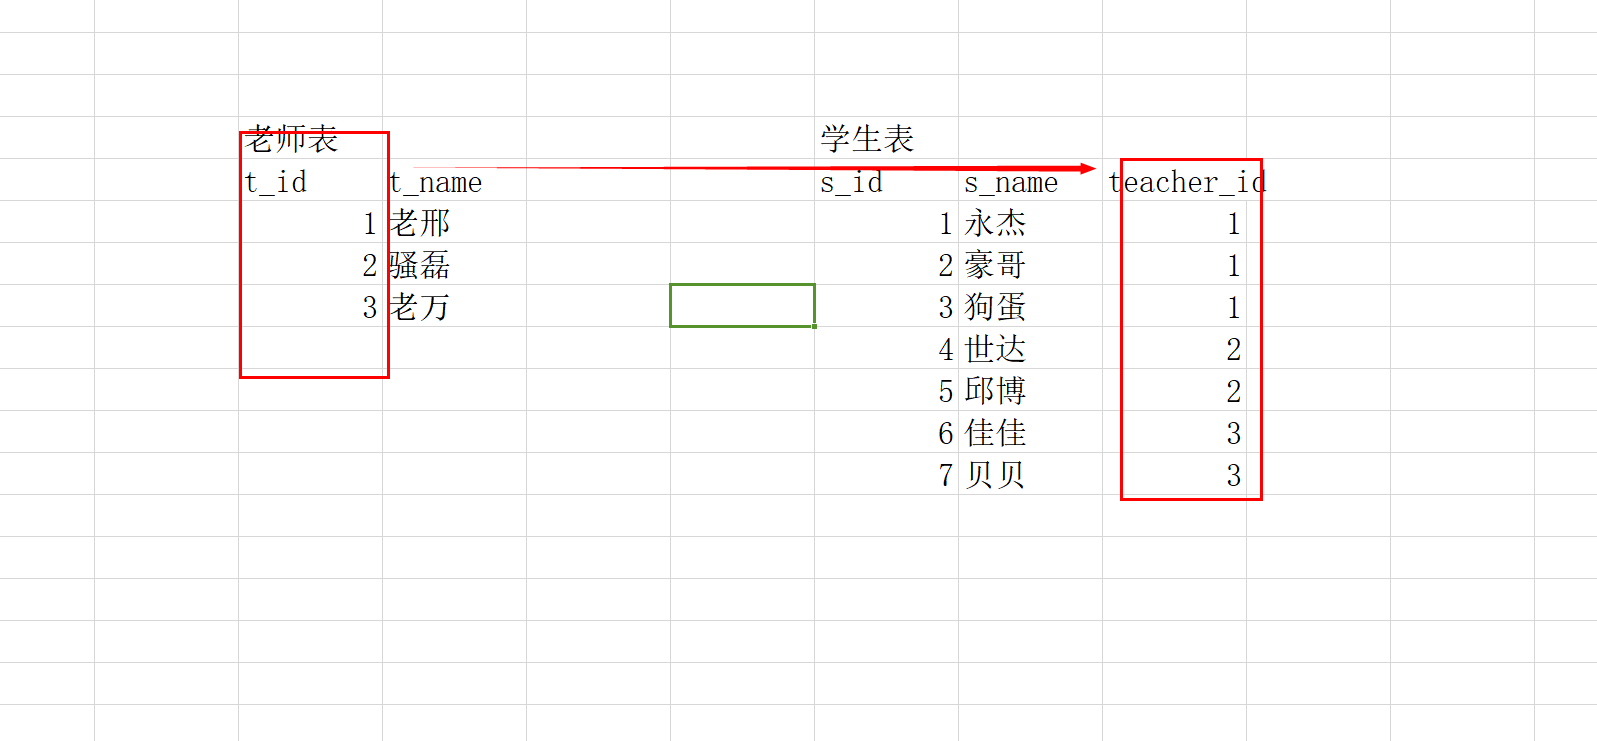 老师表 学生表
t_id t_name s_id s_name teacher_id
1 老邢 1 永杰 1
2 骚磊 2 豪哥 1
3 老万 3 狗蛋 1
4 世达 2
5 邱博 2
6 佳佳 3
7 贝贝 3